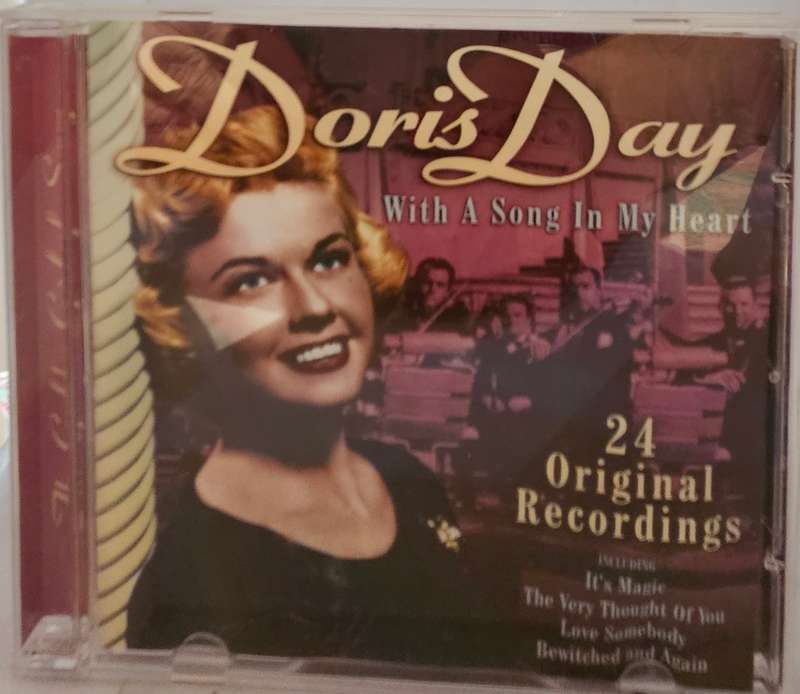 Doris Day
With A Song In My Heart
24
Original
Recordings
INCLUDING
It's Magic
The Very Thought Of You
Love Somebody
Bewitched and Again